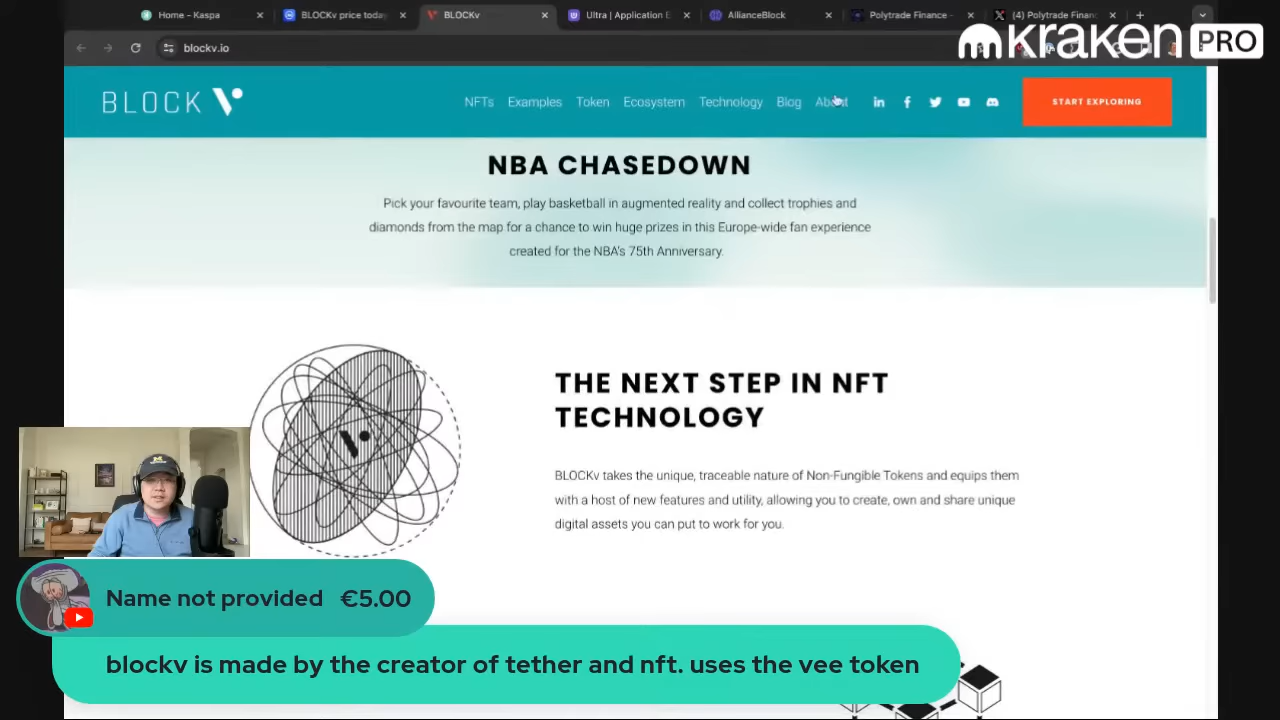 Home - Kaspa
BLOCKv price today
BLOCKv
Ultra | Application E
AllianceBlock
Polytrade Finance -
(4) Polytrade Financ
blockv.io
kraken PRO
BLOCK V
NFTs Examples Token Ecosystem Technology Blog About
START EXPLORING
NBA CHASEDOWN
Pick your favourite team, play basketball in augmented reality and collect trophies and
diamonds from the map for a chance to win huge prizes in this Europe-wide fan experience
created for the NBA's 75th Anniversary.
THE NEXT STEP IN NFT
TECHNOLOGY
BLOCKv takes the unique, traceable nature of Non-Fungible Tokens and equips them
with a host of new features and utility, allowing you to create, own and share unique
digital assets you can put to work for you.
Name not provided €5.00
blockv is made by the creator of tether and nft. uses the vee token